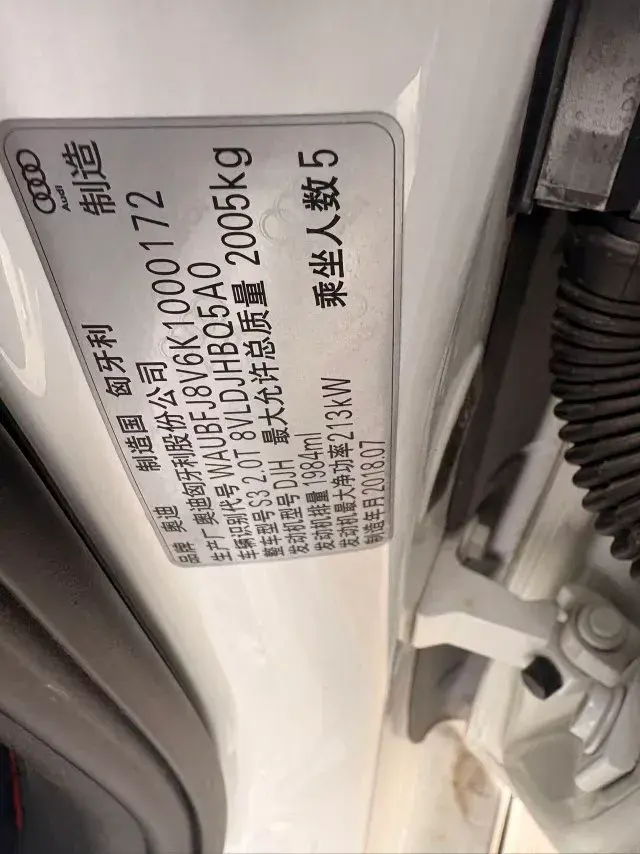 Audi 制造
品牌 奥迪 制造国 匈牙利
生产厂 奥迪匈牙利股份公司
车辆识别代号 WAUBFJ8V6K1000172
整车型号 S3 2.0T 8VLDJHBQ5A0
发动机型号 DJH 最大允许总质量 2005kg
发动机排量 1984ml
发动机最大净功率 213kW 乘坐人数 5
制造年月 2018.07